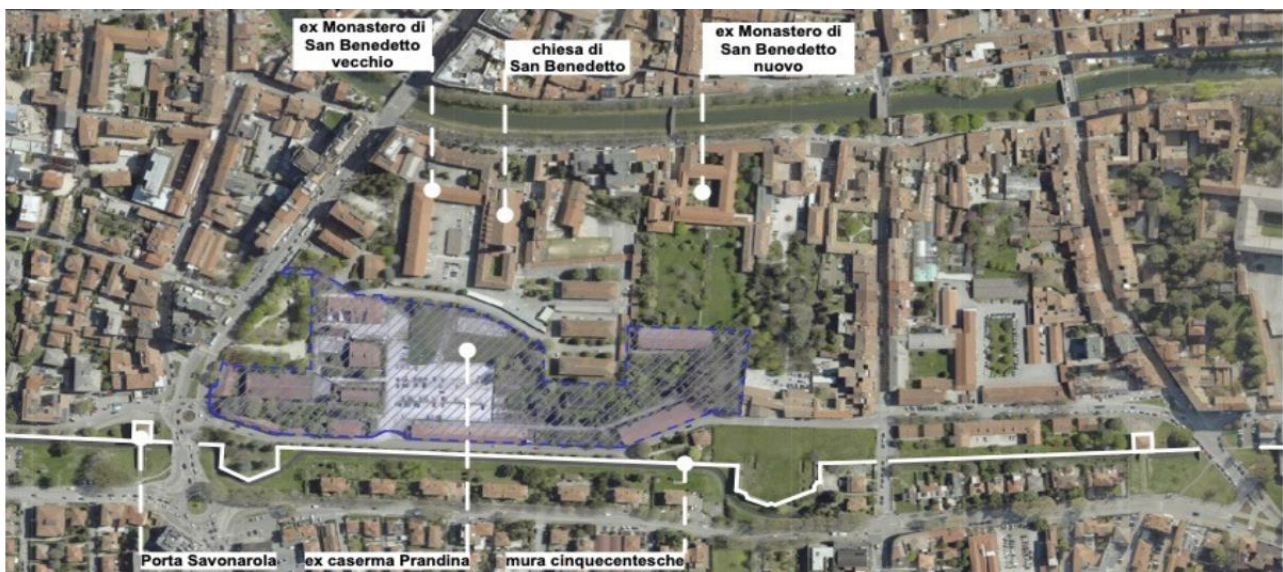 ex Monastero di
San Benedetto
vecchio
chiesa di
San Benedetto
ex Monastero di
San Benedetto
nuovo
Porta Savonarola
ex caserma Prandina
mura cinquecentesche